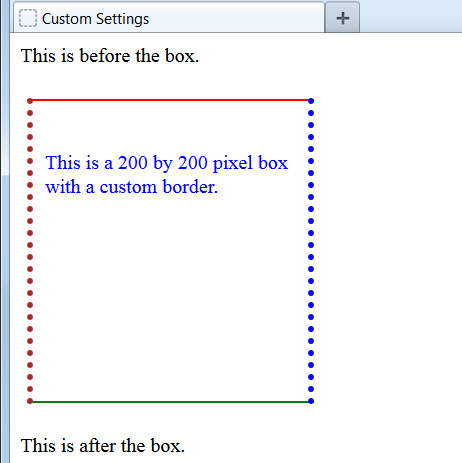 Custom Settings
This is before the box.
This is a 200 by 200 pixel box
with a custom border.
This is after the box.